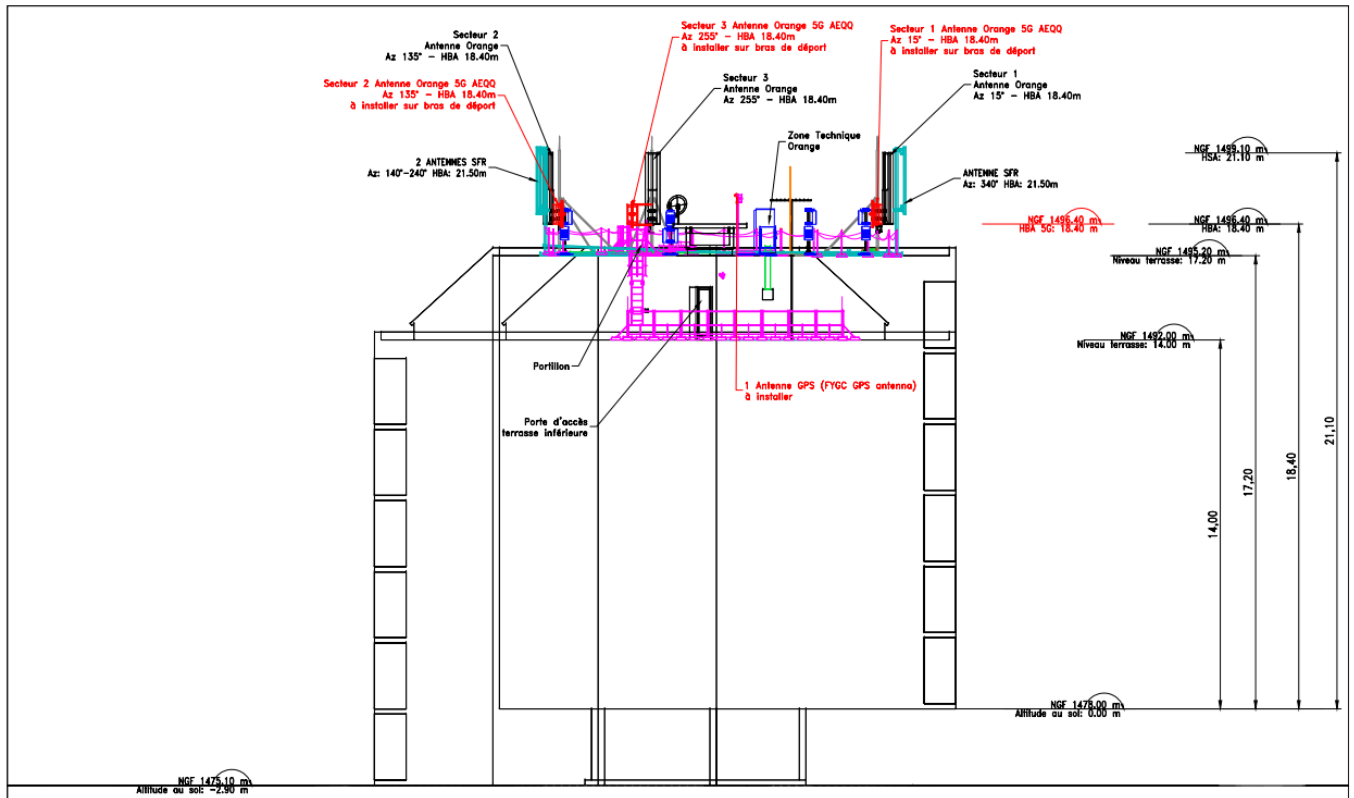 Secteur 2
Antenne Orange
Az 135° - HBA 18.40m
Secteur 2 Antenne Orange 5G AEQQ
Az 135° - HBA 18.40m
à installer sur bras de déport
2 ANTENNES SFR
Az: 140°-240° HBA: 21.50m
Secteur 3 Antenne Orange 5G AEQQ
Az 255° - HBA 18.40m
à installer sur bras de déport
Secteur 3
Antenne Orange
Az 255° - HBA 18.40m
Zone Technique
Orange
Secteur 1 Antenne Orange 5G AEQQ
Az 15° - HBA 18.40m
à installer sur bras de déport
Secteur 1
Antenne Orange
Az 15° - HBA 18.40m
ANTENNE SFR
Az: 340° HBA: 21.50m
NGF 1499.10 m
HSA: 21.10 m
NGF 1496.40 m
HBA 5G: 18.40 m
NGF 1496.40 m
HBA: 18.40 m
NGF 1495.20 m
Niveau terrasse: 17.20 m
NGF 1492.00 m
Niveau terrasse: 14.00 m
Portillon
1 Antenne GPS (FYGC GPS antenna)
à installer
Porte d'accès
terrasse inférieure
14,00
17,20
18,40
21,10
NGF 1478.00 m
Altitude au sol: 0.00 m
NGF 1475.10 m
Altitude au sol: -2.90 m